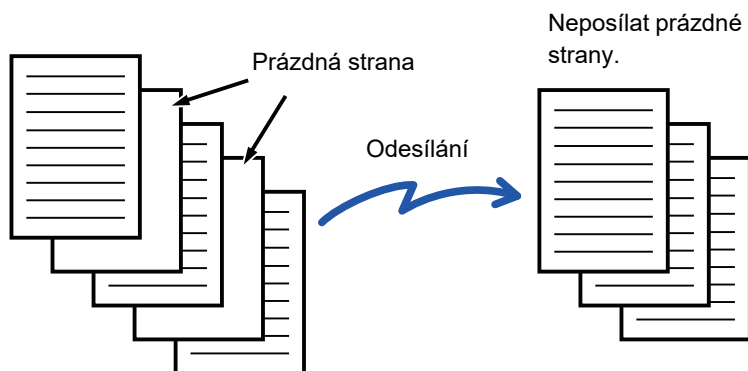 Prázdná strana
Odesílání
Neposílat prázdné
strany.